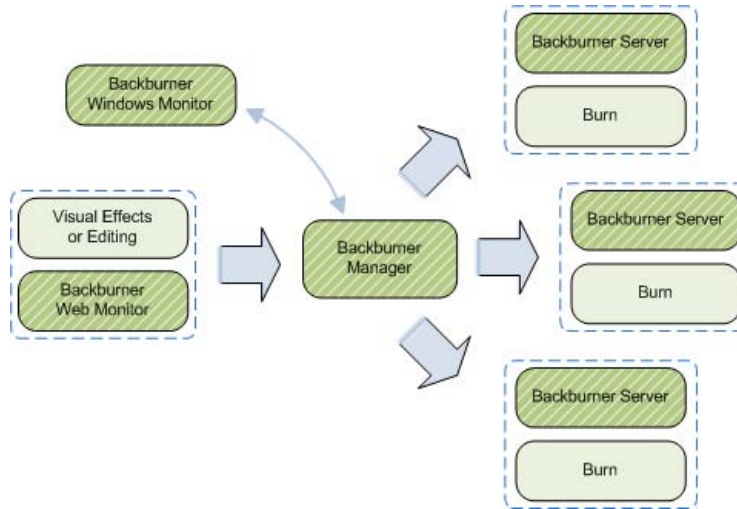 Backburner Server
Burn
Backburner
Windows Monitor
Visual Effects
or Editing
Backburner
Web Monitor
Backburner
Manager
Backburner Server
Burn
Backburner Server
Burn